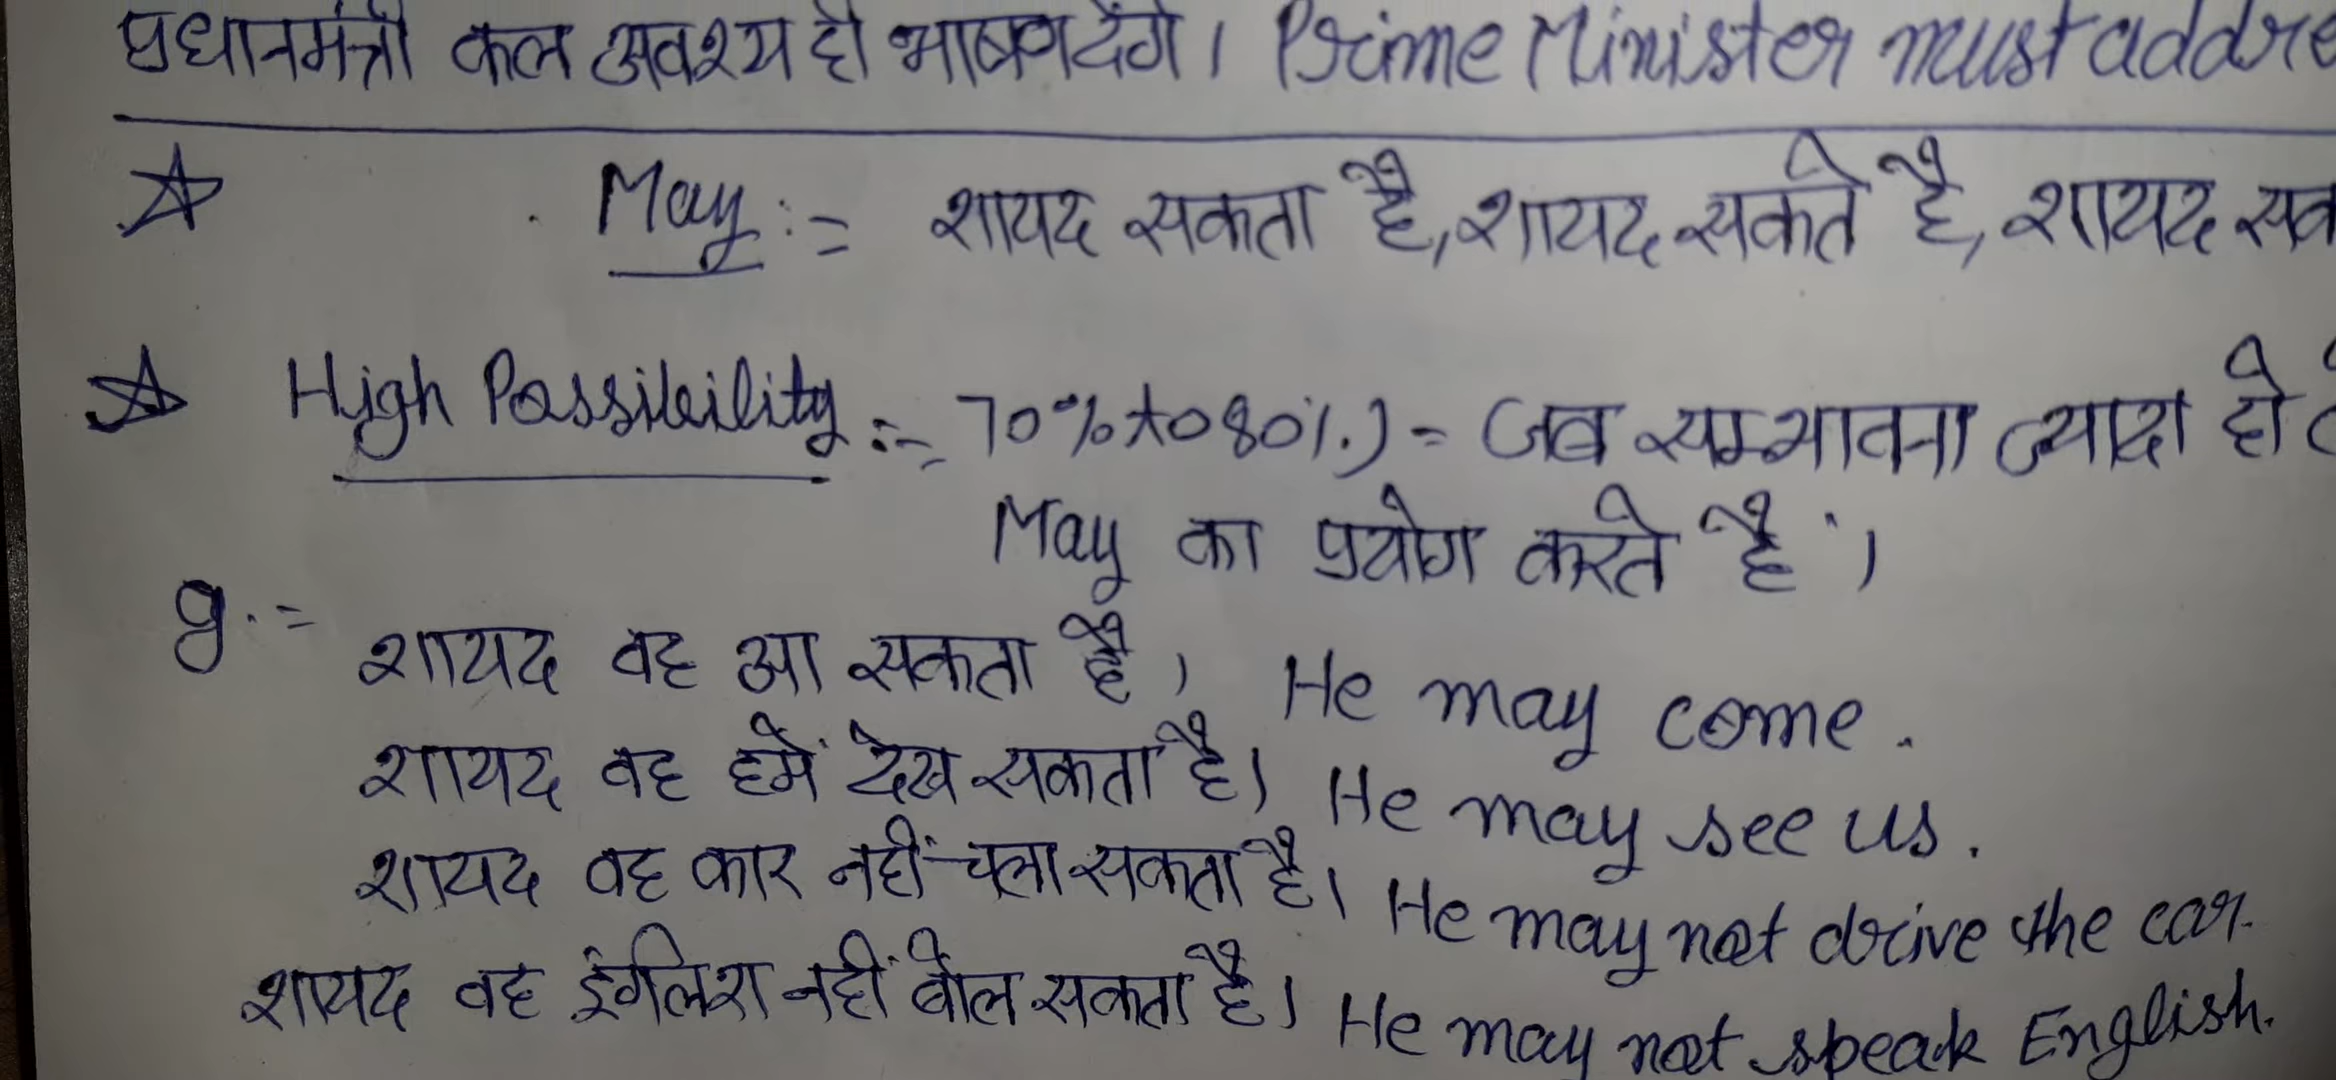 प्रधानमंत्री कल अवश्य ही भाषण देंगे। Prime Minister must addre
May := शायद सकता है, शायद सकते है, शायद सक
High Possibility :- 70% to 80%) = जब सम्भावना ज्यादा हो
May का प्रयोग करते है।
g.= शायद वह आ सकता है। He may come.
शायद वह हमें देख सकता है। He may see us.
शायद वह कार नहीं चला सकता है। He may not drive the car.
शायद वह इंगलिश नहीं बोल सकता है। He may not speak English.